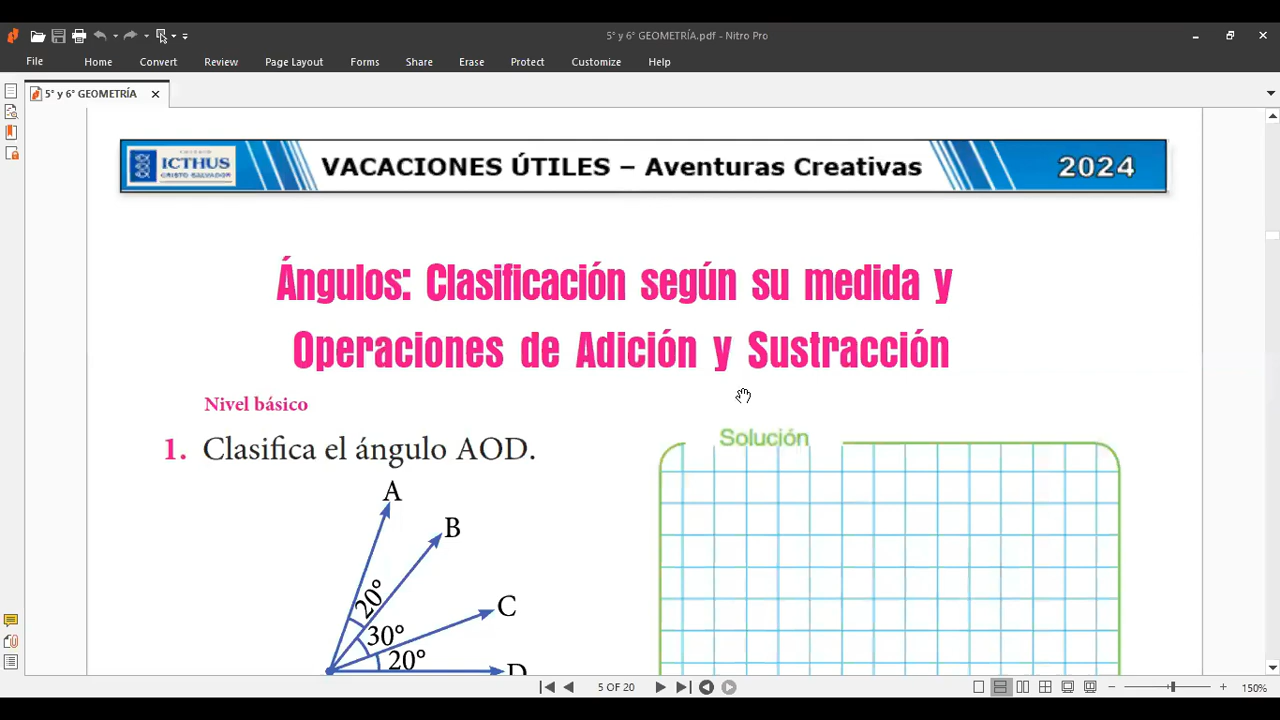 5° y 6° GEOMETRÍA.pdf - Nitro Pro
File Home Convert Review Page Layout Forms Share Erase Protect Customize Help
5° y 6° GEOMETRÍA
ICTHUS
CRISTO SALVADOR
VACACIONES ÚTILES – Aventuras Creativas
2024
Ángulos: Clasificación según su medida y
Operaciones de Adición y Sustracción
Nivel básico
1. Clasifica el ángulo AOD.
Solución
A
B
20°
C
30°
20°
D
5 OF 20
150%